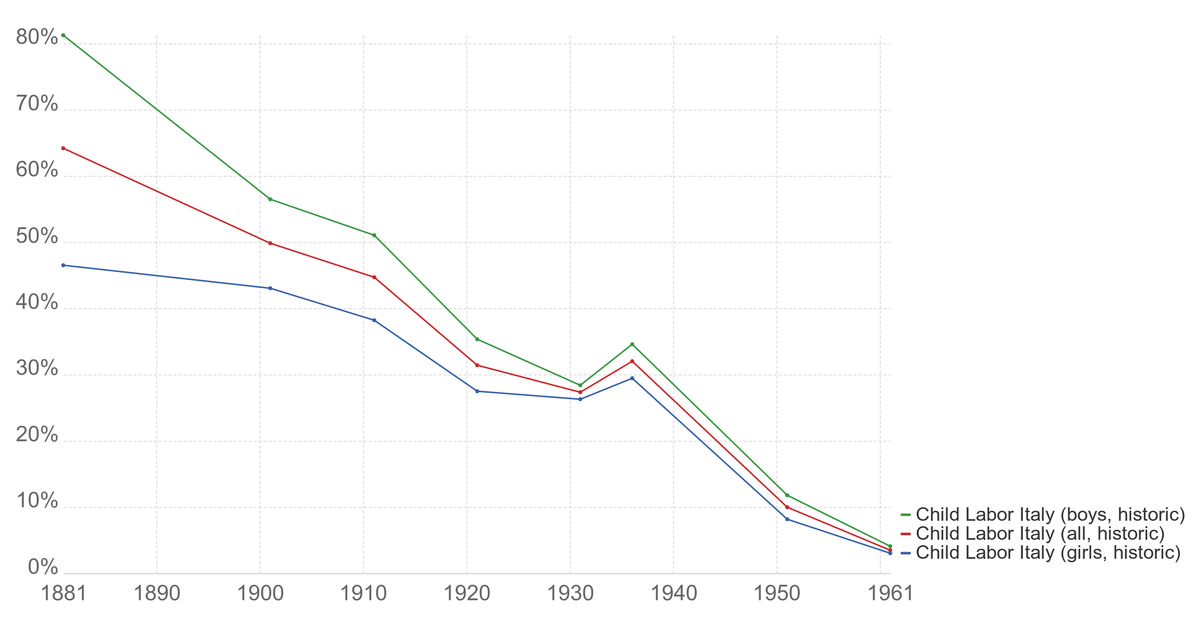 80%
70%
60%
50%
40%
30%
20%
10%
0%
Child Labor Italy (boys, historic)
Child Labor Italy (all, historic)
Child Labor Italy (girls, historic)
1881 1890 1900 1910 1920 1930 1940 1950 1961